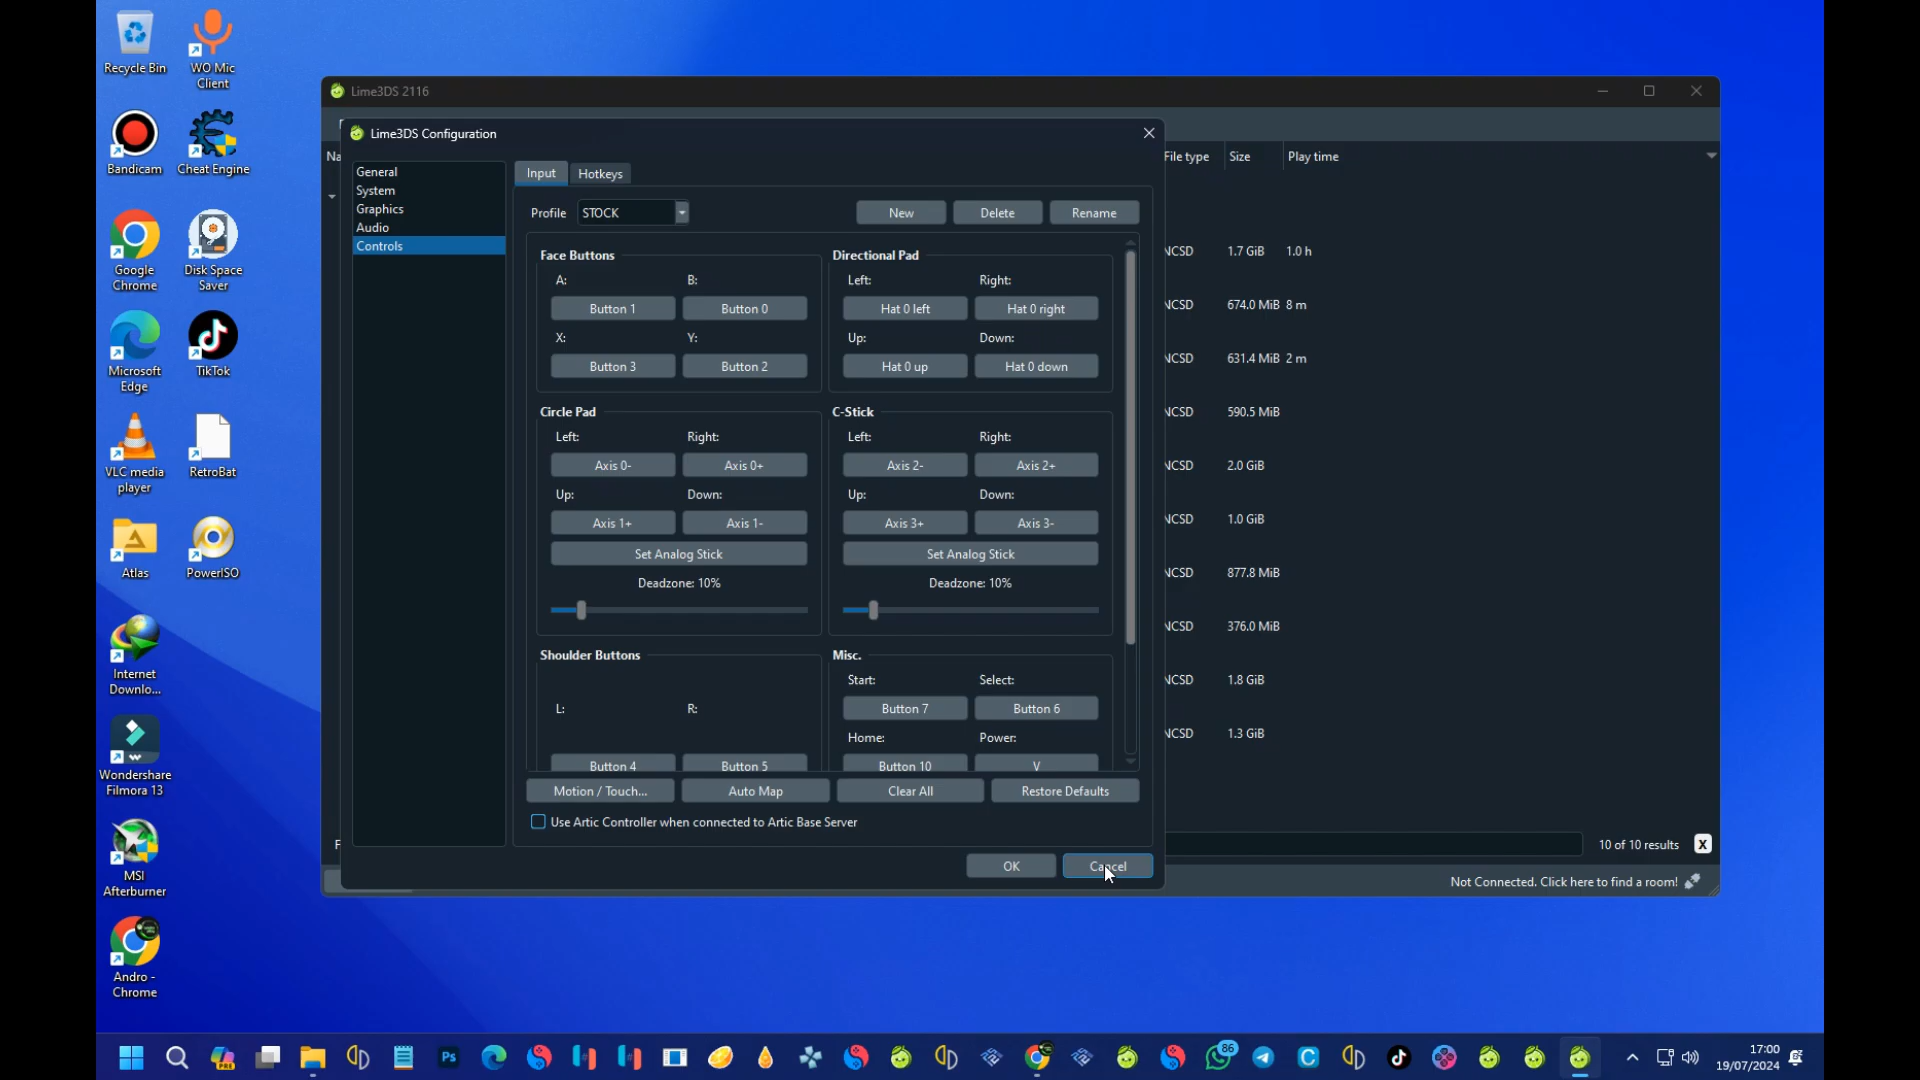 Recycle Bin
WO Mic
Client
Bandicam
Cheat Engine
Google
Chrome
Disk Space
Saver
Microsoft
Edge
TikTok
VLC media
player
RetroBat
Atlas
PowerISO
Internet
Downlo...
Wondershare
Filmora 13
MSI
Afterburner
Andro -
Chrome
Lime3DS 2116
Na
File type
Size
Play time
Lime3DS Configuration
General
System
Graphics
Audio
Controls
Input
Hotkeys
Profile STOCK
New
Delete
Rename
Face Buttons
A: B:
Button 1 Button 0
X: Y:
Button 3 Button 2
Directional Pad
Left: Right:
Hat 0 left Hat 0 right
Up: Down:
Hat 0 up Hat 0 down
Circle Pad
Left: Right:
Axis 0- Axis 0+
Up: Down:
Axis 1+ Axis 1-
Set Analog Stick
Deadzone: 10%
C-Stick
Left: Right:
Axis 2- Axis 2+
Up: Down:
Axis 3+ Axis 3-
Set Analog Stick
Deadzone: 10%
Shoulder Buttons
L: R:
Button 4 Button 5
Misc.
Start: Select:
Button 7 Button 6
Home: Power:
Button 10 V
Motion / Touch...
Auto Map
Clear All
Restore Defaults
Use Artic Controller when connected to Artic Base Server
OK
Cancel
NCSD 1.7 GiB 1.0 h
NCSD 674.0 MiB 8 m
NCSD 631.4 MiB 2 m
NCSD 590.5 MiB
NCSD 2.0 GiB
NCSD 1.0 GiB
NCSD 877.8 MiB
NCSD 376.0 MiB
NCSD 1.8 GiB
NCSD 1.3 GiB
10 of 10 results X
Not Connected. Click here to find a room!
PRE
Ps
86
17:00
19/07/2024